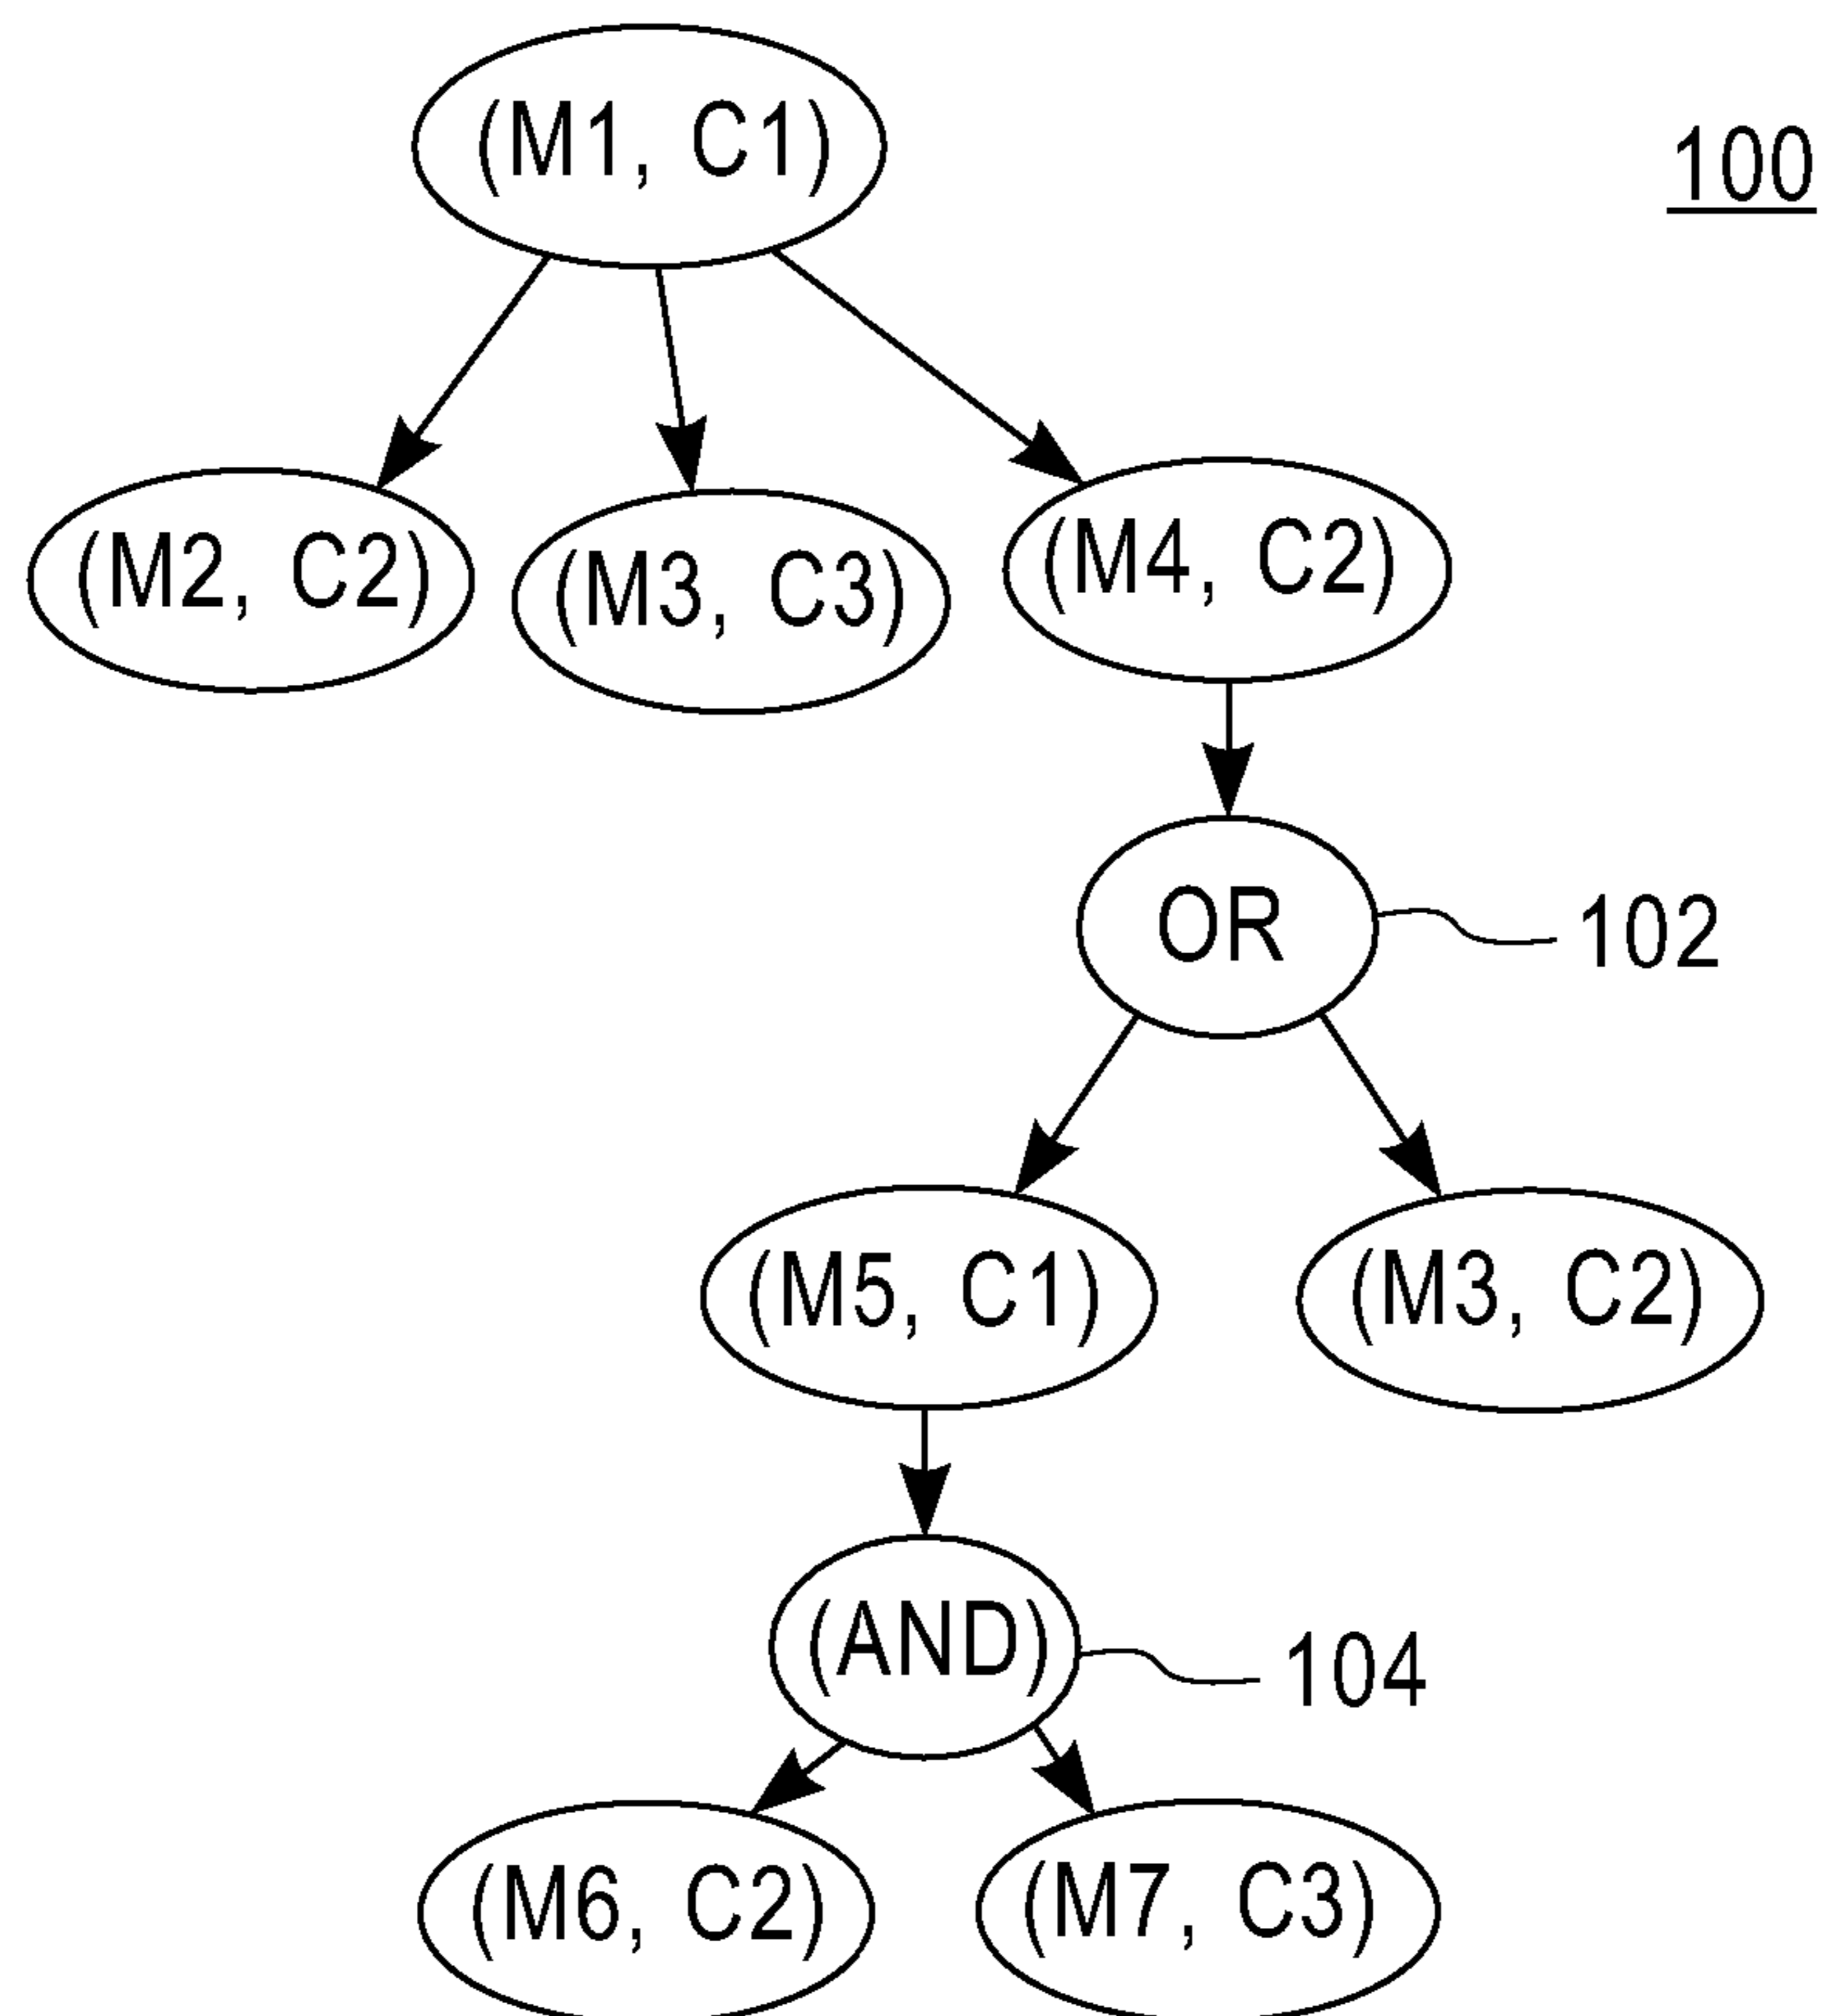 (M1, C1)
100
(M2, C2)
(M3, C3)
(M4, C2)
OR
102
(M5, C1)
(M3, C2)
(AND)
104
(M6, C2)
(M7, C3)